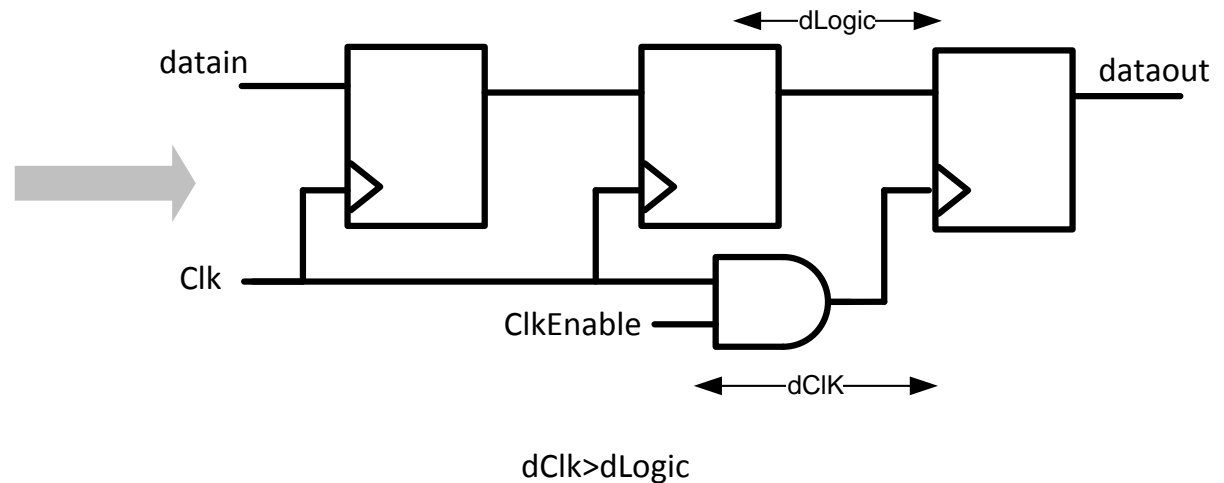 dLogic
datain
dataout
Clk
ClkEnable
dClK
dClk>dLogic